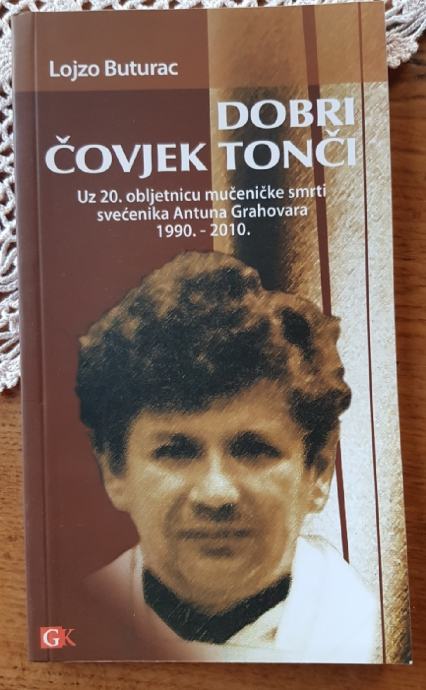 Lojzo Buturac
DOBRI
ČOVJEK TONČI
Uz 20. obljetnicu mučeničke smrti
svećenika Antuna Grahovara
1990. - 2010.
GK